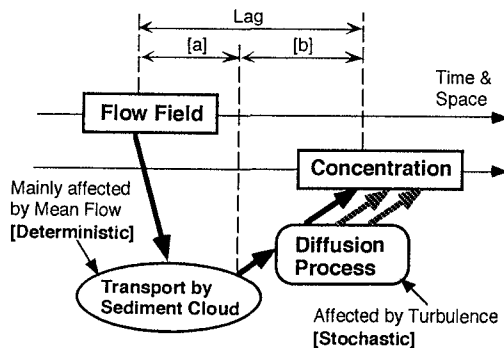 Lag
[a]
[b]
Time &
Space
Flow Field
Concentration
Mainly affected
by Mean Flow
[Deterministic]
Diffusion
Process
Transport by
Sediment Cloud
Affected by Turbulence
[Stochastic]